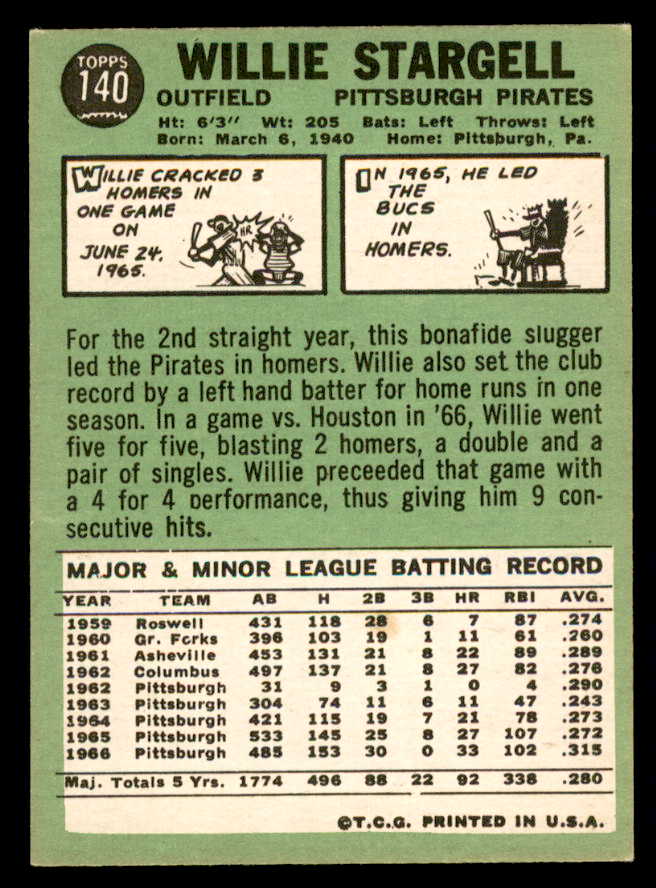 TOPPS
140
WILLIE STARGELL
OUTFIELD PITTSBURGH PIRATES
Ht: 6'3" Wt: 205 Bats: Left Throws: Left
Born: March 6, 1940 Home: Pittsburgh, Pa.
WILLIE CRACKED 3
HOMERS IN
ONE GAME
ON
JUNE 24,
1965.
HR
IN 1965, HE LED
THE
BUCS
IN
HOMERS.
For the 2nd straight year, this bonafide slugger
led the Pirates in homers. Willie also set the club
record by a left hand batter for home runs in one
season. In a game vs. Houston in '66, Willie went
five for five, blasting 2 homers, a double and a
pair of singles. Willie preceeded that game with
a 4 for 4 performance, thus giving him 9 con-
secutive hits.
MAJOR & MINOR LEAGUE BATTING RECORD
YEAR TEAM AB H 2B 3B HR RBI AVG.
1959 Roswell 431 118 28 6 7 87 .274
1960 Gr. Forks 396 103 19 1 11 61 .260
1961 Asheville 453 131 21 8 22 89 .289
1962 Columbus 497 137 21 8 27 82 .276
1962 Pittsburgh 31 9 3 1 0 4 .290
1963 Pittsburgh 304 74 11 6 11 47 .243
1964 Pittsburgh 421 115 19 7 21 78 .273
1965 Pittsburgh 533 145 25 8 27 107 .272
1966 Pittsburgh 485 153 30 0 33 102 .315
Maj. Totals 5 Yrs. 1774 496 88 22 92 338 .280
©T.C.G. PRINTED IN U.S.A.